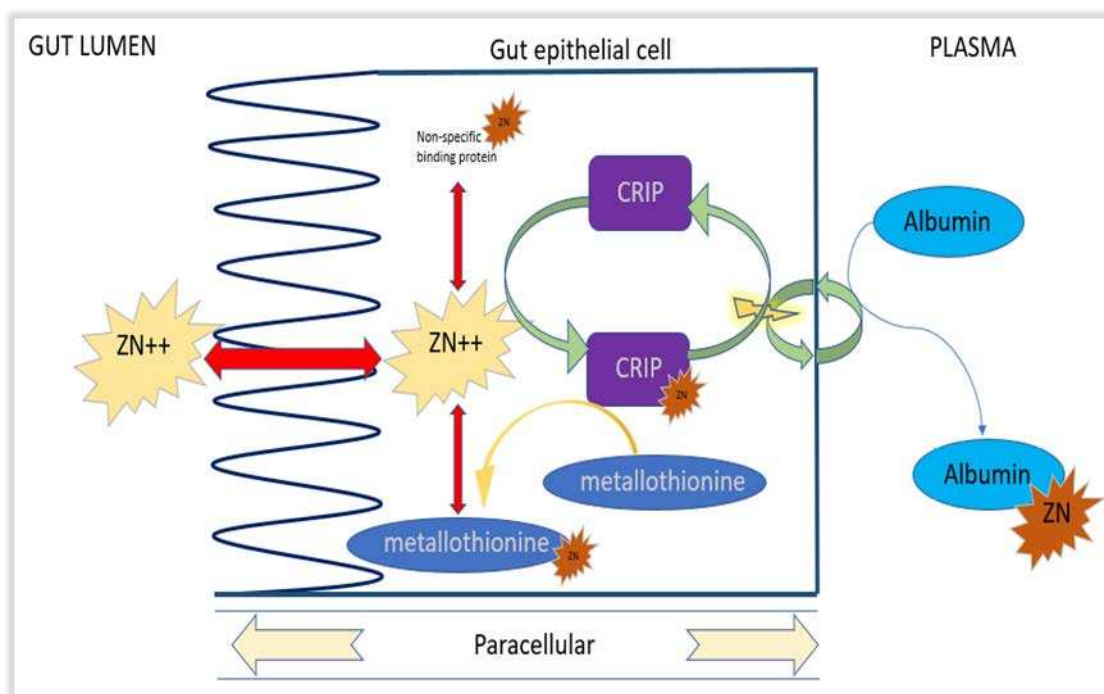 GUT LUMEN
Gut epithelial cell
PLASMA
ZN
Non-specific
binding protein
CRIP
Albumin
ZN++
ZN++
CRIP
ZN
metallothionine
Albumin
metallothionine
ZN
ZN
Paracellular